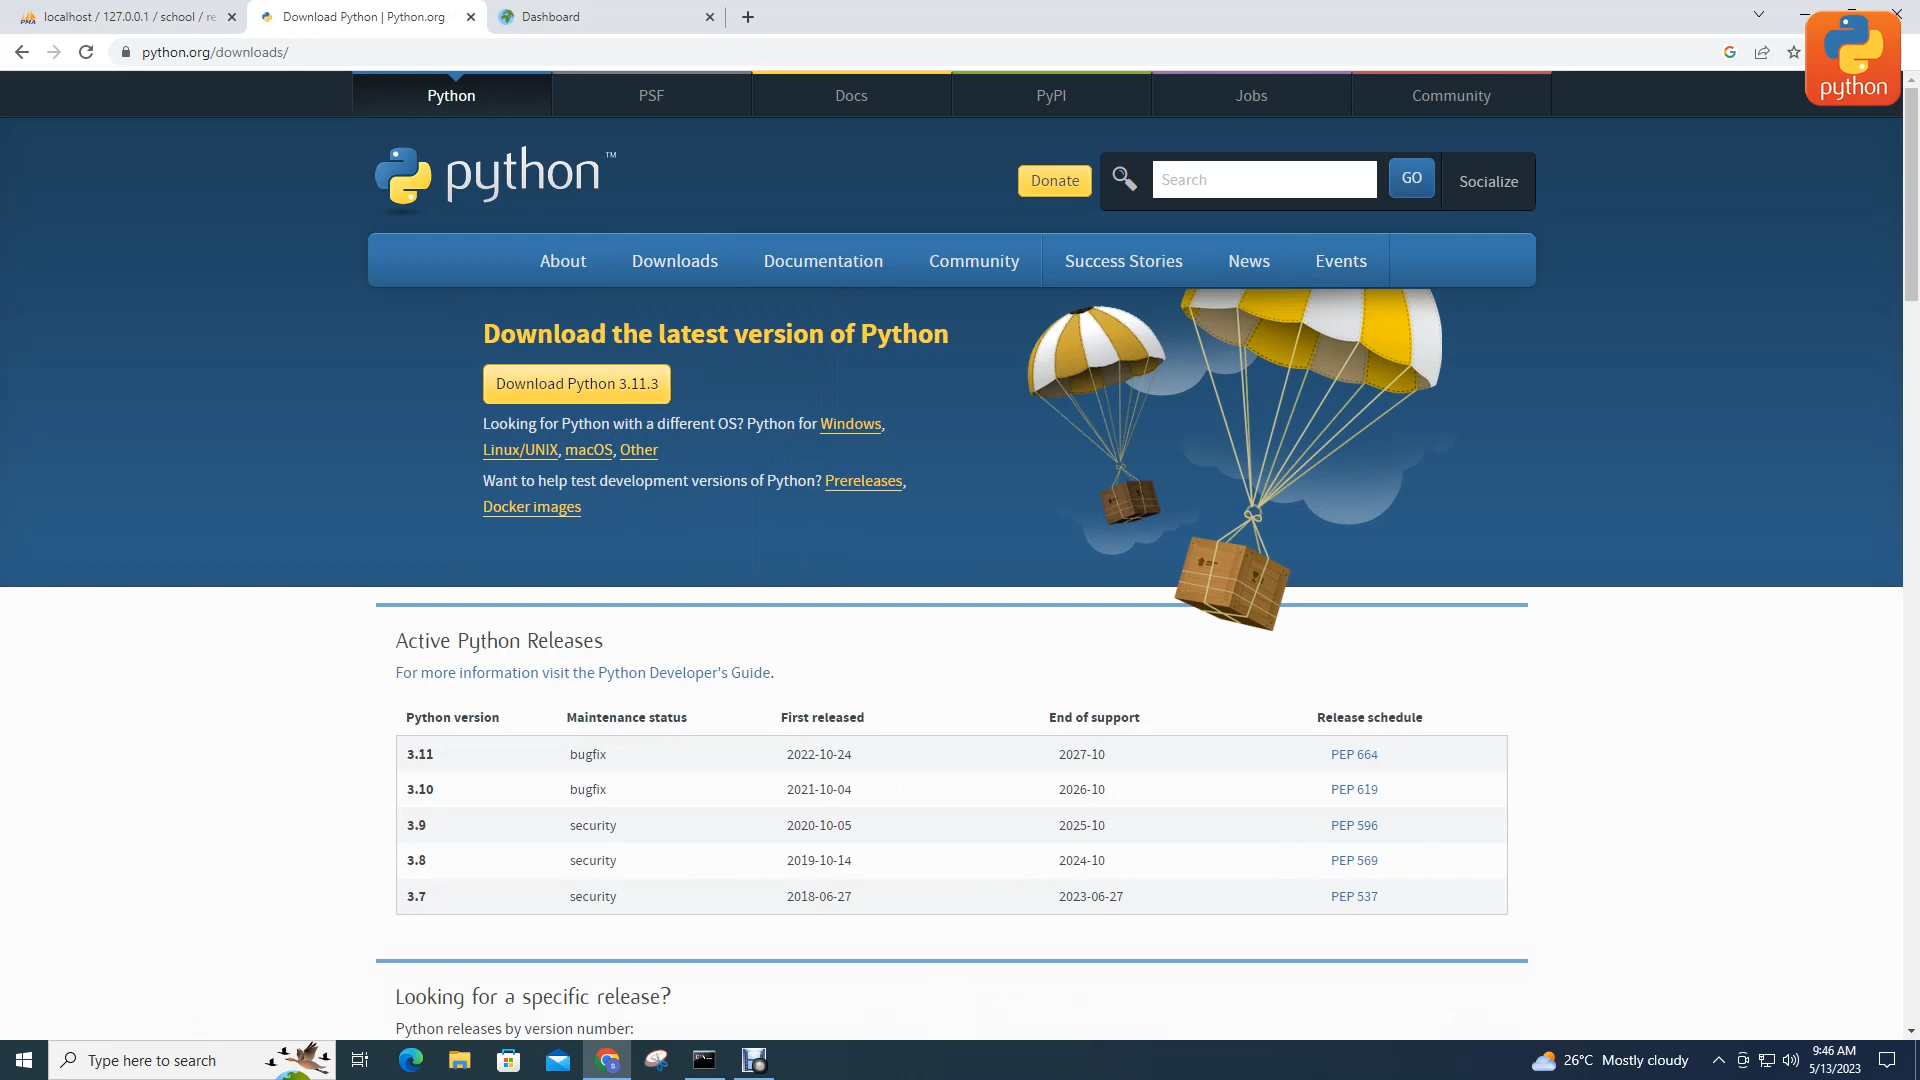 localhost / 127.0.0.1 / school / re
Download Python | Python.org
Dashboard
python.org/downloads/
python
Python
PSF
Docs
PyPI
Jobs
Community
python™
Donate
Search
GO
Socialize
About
Downloads
Documentation
Community
Success Stories
News
Events
Download the latest version of Python
Download Python 3.11.3
Looking for Python with a different OS? Python for Windows,
Linux/UNIX, macOS, Other
Want to help test development versions of Python? Prereleases,
Docker images
Active Python Releases
For more information visit the Python Developer's Guide.
Python version Maintenance status First released End of support Release schedule
3.11 bugfix 2022-10-24 2027-10 PEP 664
3.10 bugfix 2021-10-04 2026-10 PEP 619
3.9 security 2020-10-05 2025-10 PEP 596
3.8 security 2019-10-14 2024-10 PEP 569
3.7 security 2018-06-27 2023-06-27 PEP 537
Looking for a specific release?
Python releases by version number:
Type here to search
26°C Mostly cloudy
9:46 AM
5/13/2023